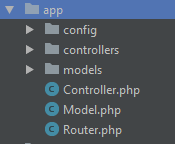 app
config
controllers
models
Controller.php
Model.php
Router.php